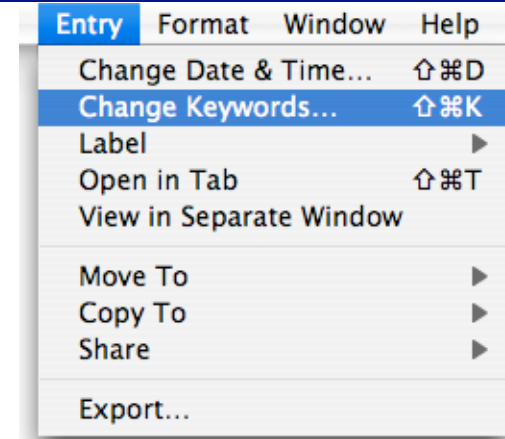 Entry Format Window Help
Change Date & Time... ⇧⌘D
Change Keywords... ⇧⌘K
Label
Open in Tab ⇧⌘T
View in Separate Window
Move To
Copy To
Share
Export...